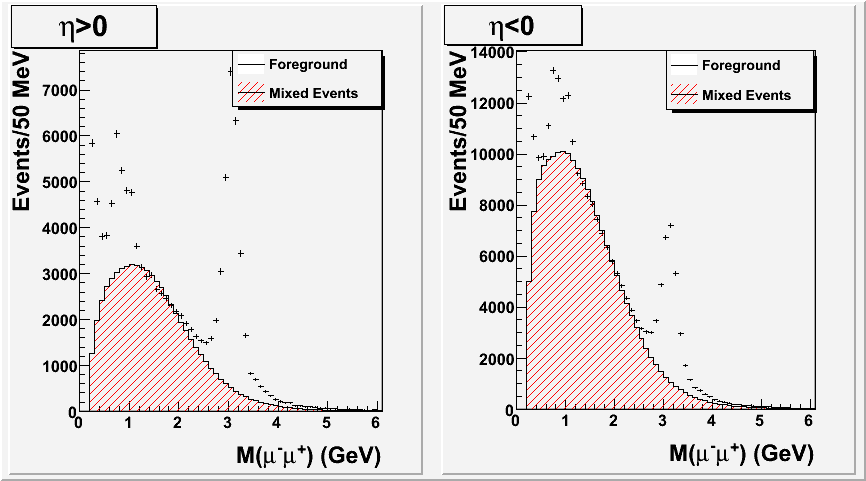 η>0
Events/50 MeV
7000
6000
5000
4000
3000
2000
1000
0
Foreground
Mixed Events
0 1 2 3 4 5 6
M(μ⁻μ⁺) (GeV)
η<0
Events/50 MeV
14000
12000
10000
8000
6000
4000
2000
0
Foreground
Mixed Events
0 1 2 3 4 5 6
M(μ⁻μ⁺) (GeV)